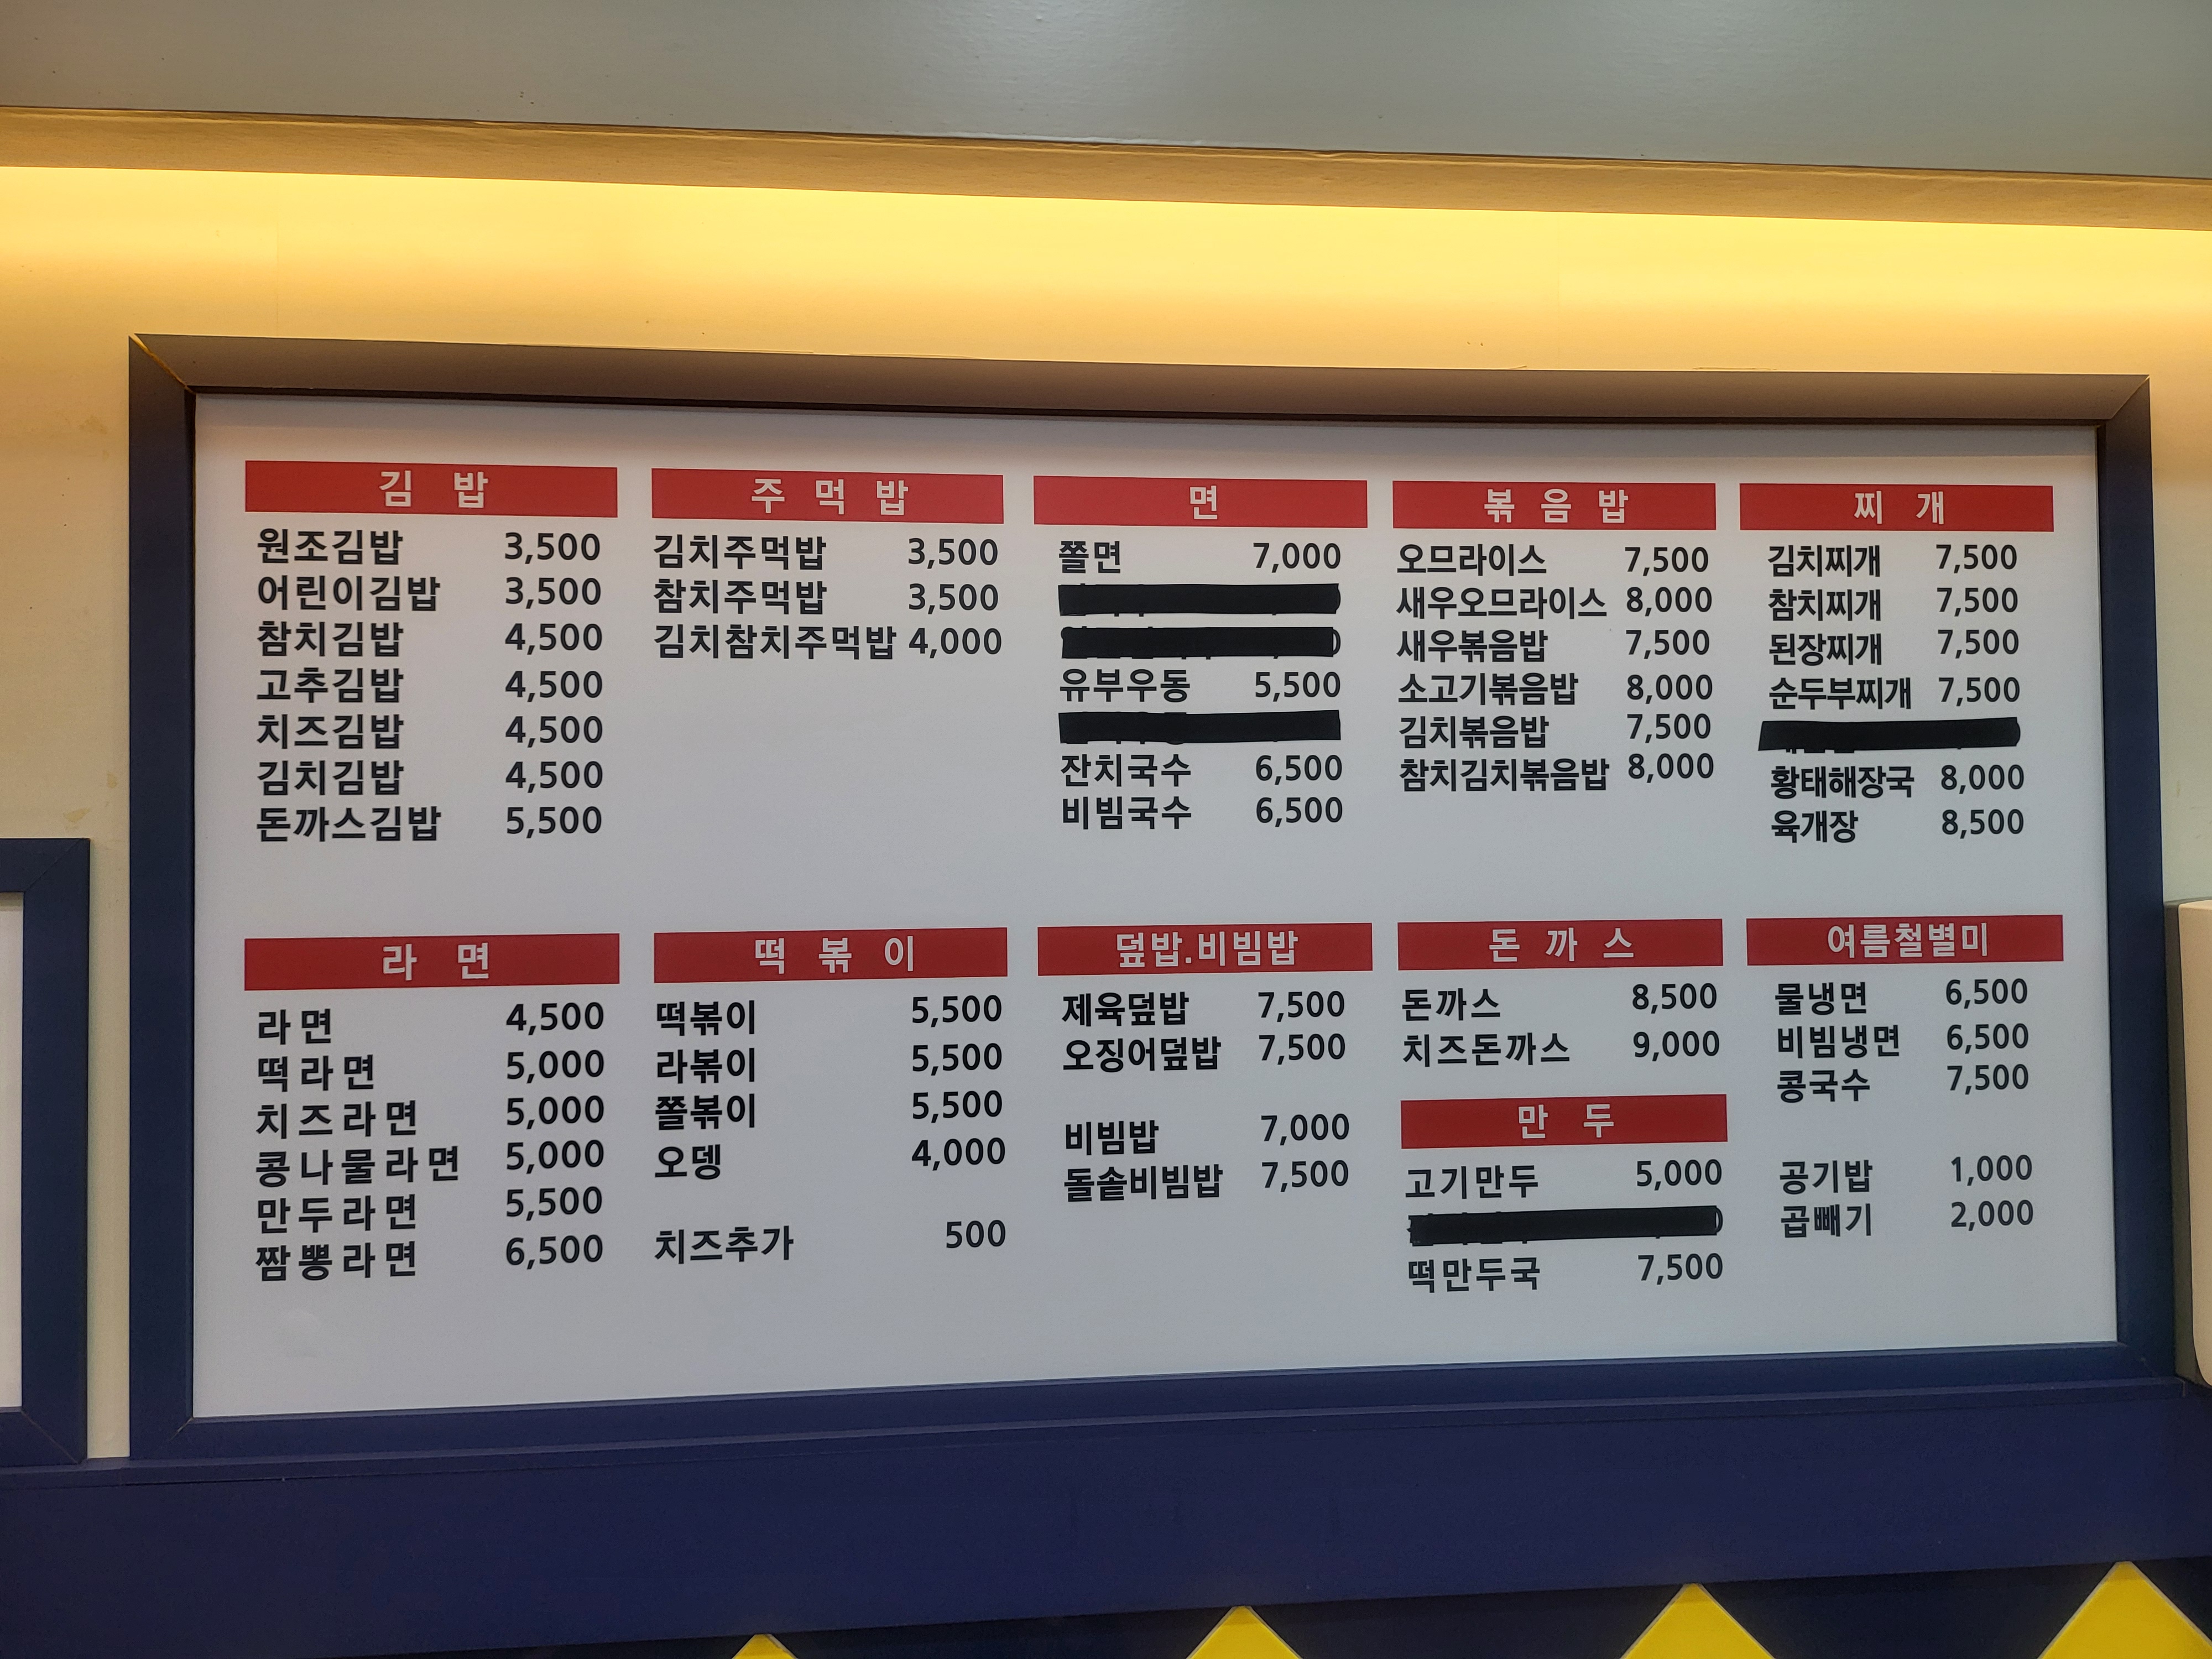 김 밥
원조김밥 3,500
어린이김밥 3,500
참치김밥 4,500
고추김밥 4,500
치즈김밥 4,500
김치김밥 4,500
돈까스김밥 5,500
주 먹 밥
김치주먹밥 3,500
참치주먹밥 3,500
김치참치주먹밥 4,000
면
쫄면 7,000
유부우동 5,500
잔치국수 6,500
비빔국수 6,500
볶 음 밥
오므라이스 7,500
새우오므라이스 8,000
새우볶음밥 7,500
소고기볶음밥 8,000
김치볶음밥 7,500
참치김치볶음밥 8,000
찌 개
김치찌개 7,500
참치찌개 7,500
된장찌개 7,500
순두부찌개 7,500
황태해장국 8,000
육개장 8,500
라 면
라면 4,500
떡라면 5,000
치즈라면 5,000
콩나물라면 5,000
만두라면 5,500
짬뽕라면 6,500
떡 볶 이
떡볶이 5,500
라볶이 5,500
쫄볶이 5,500
오뎅 4,000
치즈추가 500
덮밥.비빔밥
제육덮밥 7,500
오징어덮밥 7,500
비빔밥 7,000
돌솥비빔밥 7,500
돈 까 스
돈까스 8,500
치즈돈까스 9,000
만 두
고기만두 5,000
떡만두국 7,500
여름철별미
물냉면 6,500
비빔냉면 6,500
콩국수 7,500
공기밥 1,000
곱빼기 2,000